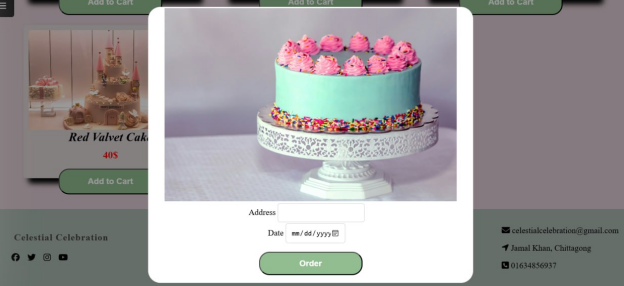 Add to Cart
Add to Cart
Add to Cart
Red Valvet Cak
40$
Add to Cart
Address
Date mm/dd/yyyy
Order
Celestial Celebration
celestialcelebration@gmail.com
Jamal Khan, Chittagong
01634856937